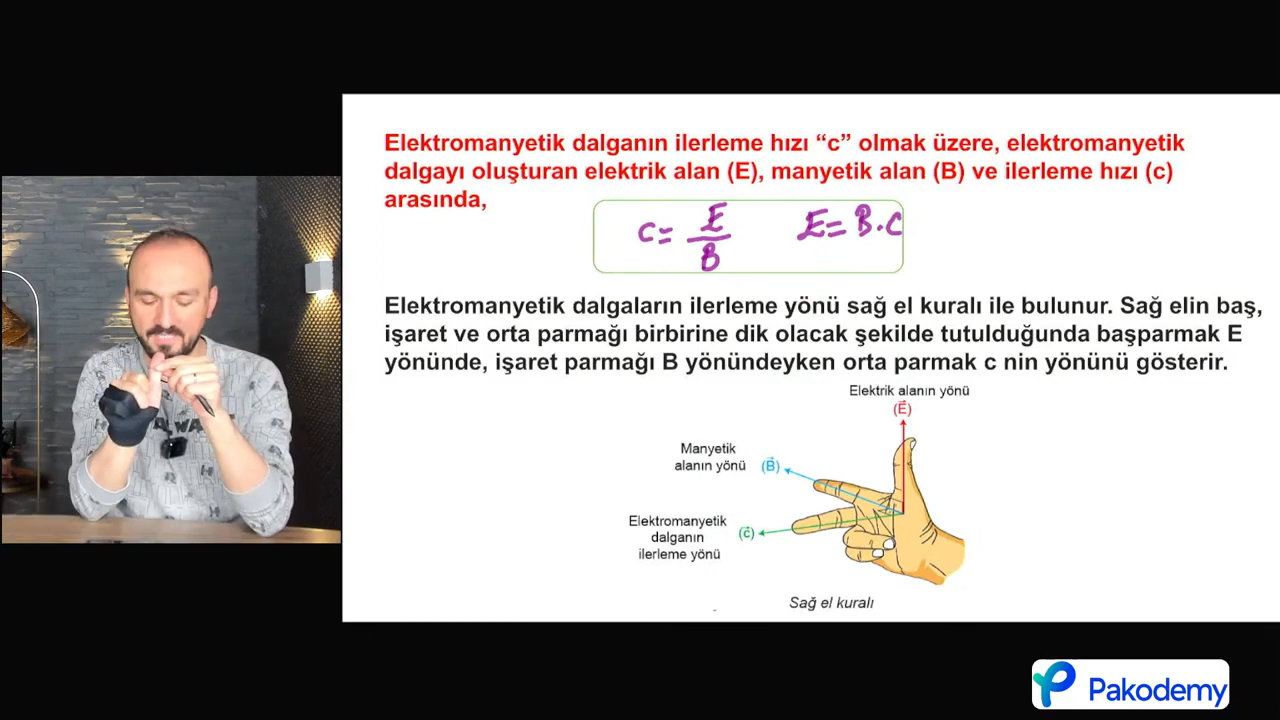 Elektromanyetik dalganın ilerleme hızı “c” olmak üzere, elektromanyetik
dalgayı oluşturan elektrik alan (E), manyetik alan (B) ve ilerleme hızı (c)
arasında,
c = E/B E = B.C
Elektromanyetik dalgaların ilerleme yönü sağ el kuralı ile bulunur. Sağ elin baş,
işaret ve orta parmağı birbirine dik olacak şekilde tutulduğunda başparmak E
yönünde, işaret parmağı B yönündeyken orta parmak c nin yönünü gösterir.
Elektrik alanın yönü
(E⃗)
Manyetik
alanın yönü (B⃗)
Elektromanyetik
dalganın (c⃗)
ilerleme yönü
Sağ el kuralı
Pakodemy